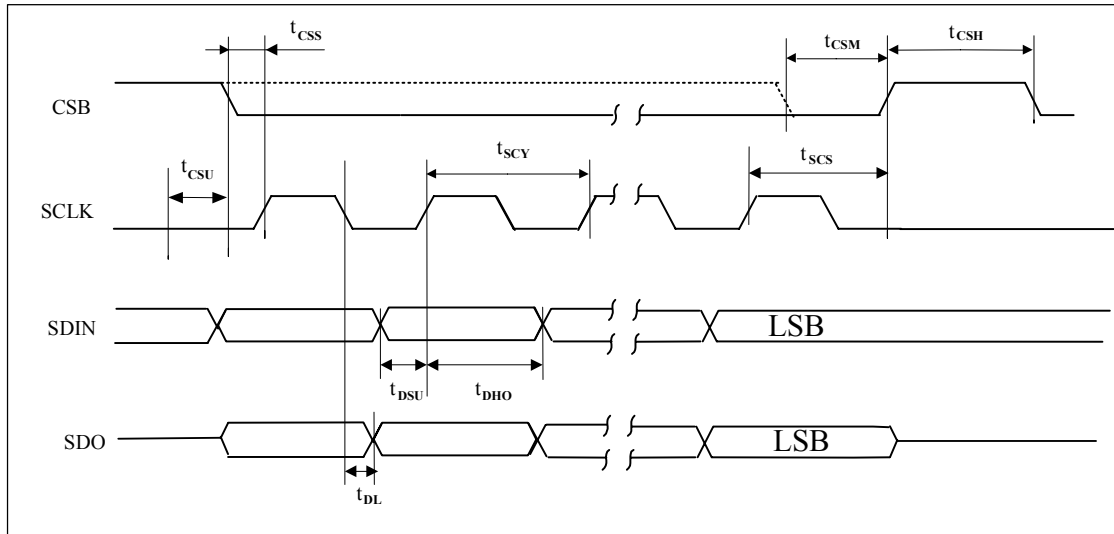 tCSS
tCSM
tCSH
CSB
tCSU
tSCY
tSCS
SCLK
SDIN
LSB
tDSU
tDHO
SDO
LSB
tDL